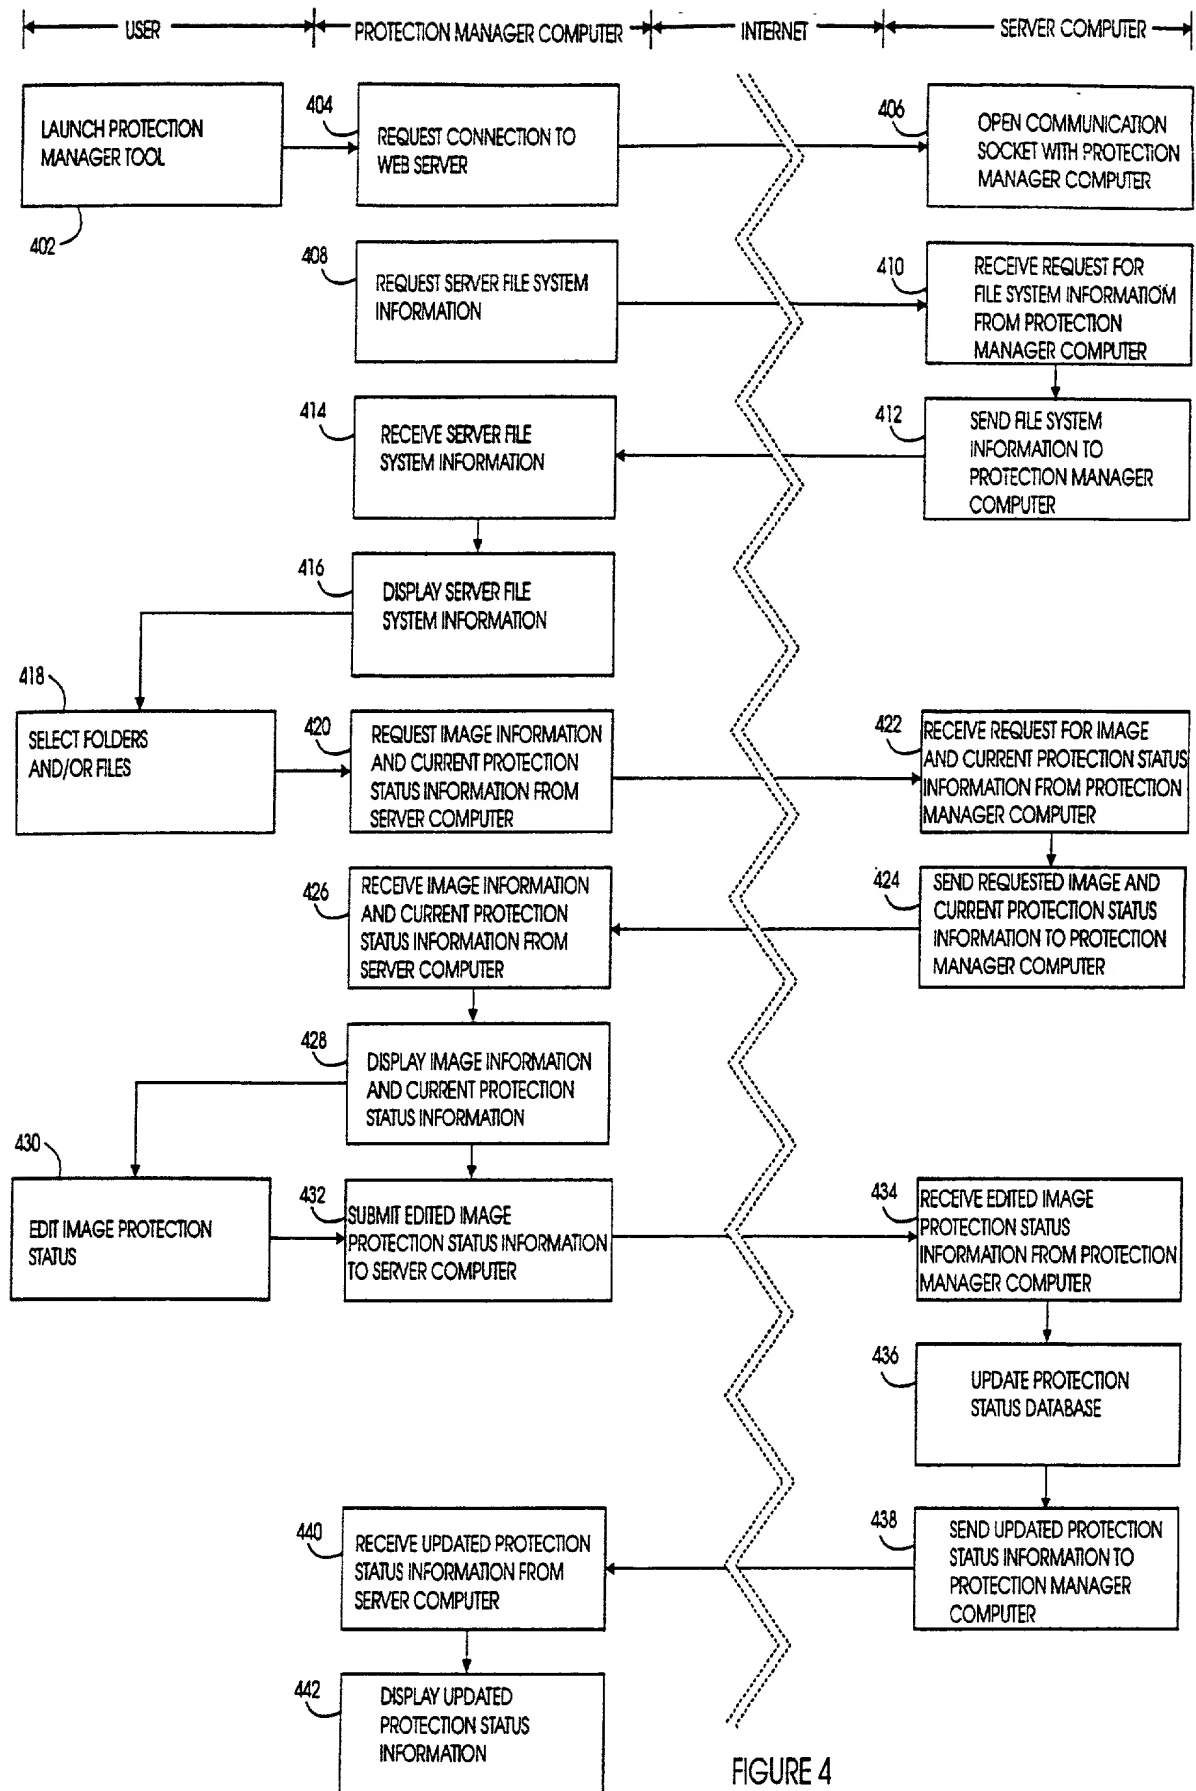 USER
PROTECTION MANAGER COMPUTER
INTERNET
SERVER COMPUTER
LAUNCH PROTECTION
MANAGER TOOL
402
404
REQUEST CONNECTION TO
WEB SERVER
406
OPEN COMMUNICATION
SOCKET WITH PROTECTION
MANAGER COMPUTER
408
REQUEST SERVER FILE SYSTEM
INFORMATION
410
RECEIVE REQUEST FOR
FILE SYSTEM INFORMATION
FROM PROTECTION
MANAGER COMPUTER
414
RECEIVE SERVER FILE
SYSTEM INFORMATION
412
SEND FILE SYSTEM
INFORMATION TO
PROTECTION MANAGER
COMPUTER
416
DISPLAY SERVER FILE
SYSTEM INFORMATION
418
SELECT FOLDERS
AND/OR FILES
420
REQUEST IMAGE INFORMATION
AND CURRENT PROTECTION
STATUS INFORMATION FROM
SERVER COMPUTER
422
RECEIVE REQUEST FOR IMAGE
AND CURRENT PROTECTION STATUS
INFORMATION FROM PROTECTION
MANAGER COMPUTER
426
RECEIVE IMAGE INFORMATION
AND CURRENT PROTECTION
STATUS INFORMATION FROM
SERVER COMPUTER
424
SEND REQUESTED IMAGE AND
CURRENT PROTECTION STATUS
INFORMATION TO PROTECTION
MANAGER COMPUTER
428
DISPLAY IMAGE INFORMATION
AND CURRENT PROTECTION
STATUS INFORMATION
430
EDIT IMAGE PROTECTION
STATUS
432
SUBMIT EDITED IMAGE
PROTECTION STATUS INFORMATION
TO SERVER COMPUTER
434
RECEIVE EDITED IMAGE
PROTECTION STATUS
INFORMATION FROM PROTECTION
MANAGER COMPUTER
436
UPDATE PROTECTION
STATUS DATABASE
440
RECEIVE UPDATED PROTECTION
STATUS INFORMATION FROM
SERVER COMPUTER
438
SEND UPDATED PROTECTION
STATUS INFORMATION TO
PROTECTION MANAGER
COMPUTER
442
DISPLAY UPDATED
PROTECTION STATUS
INFORMATION
FIGURE 4